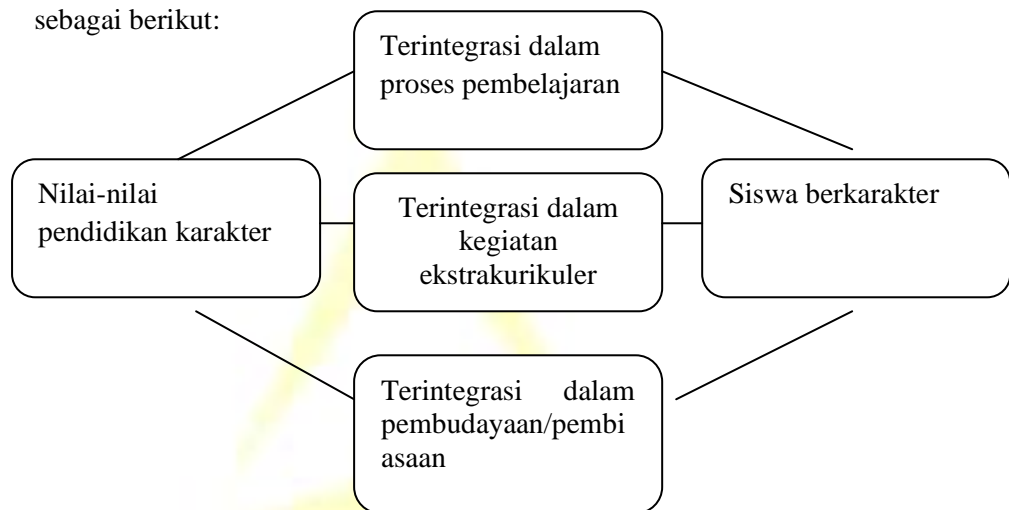 sebagai berikut:
Terintegrasi dalam
proses pembelajaran
Nilai-nilai
pendidikan karakter
Terintegrasi dalam
kegiatan
ekstrakurikuler
Siswa berkarakter
Terintegrasi dalam
pembudayaan/pembi
asaan